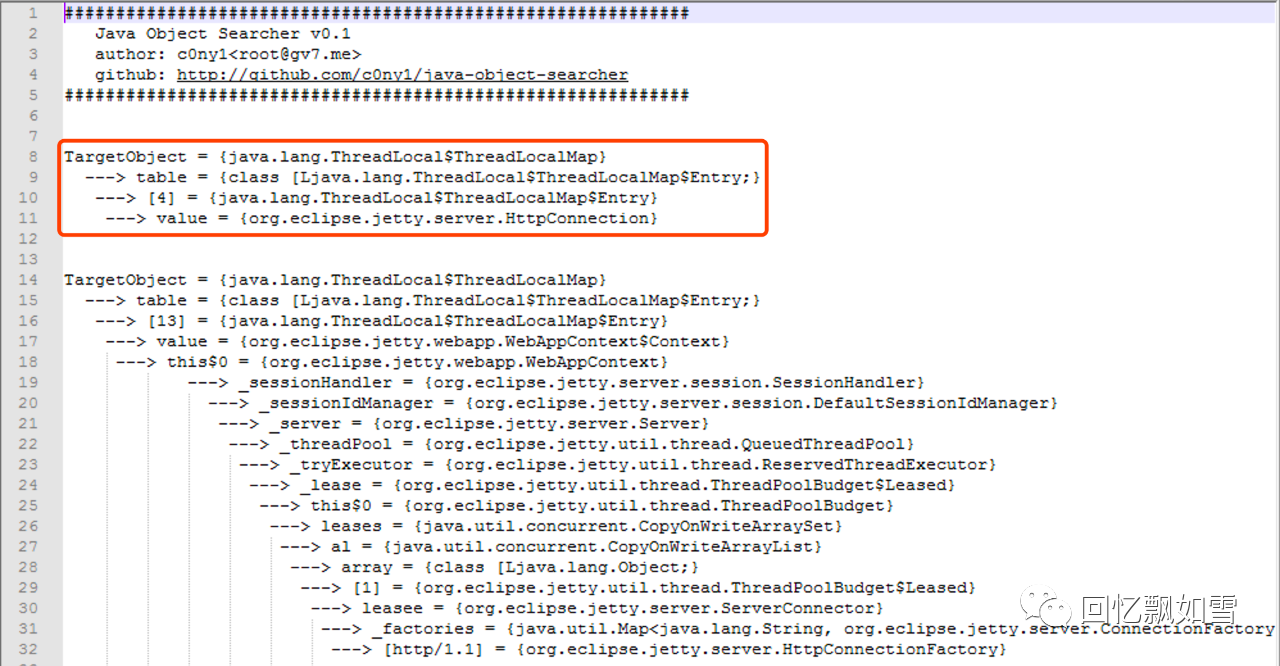 1 #############################################################
2 Java Object Searcher v0.1
3 author: c0ny1<root@gv7.me>
4 github: http://github.com/c0ny1/java-object-searcher
5 #############################################################
6
7
8 TargetObject = {java.lang.ThreadLocal$ThreadLocalMap}
9 ---> table = {class [Ljava.lang.ThreadLocal$ThreadLocalMap$Entry;}
10 ---> [4] = {java.lang.ThreadLocal$ThreadLocalMap$Entry}
11 ---> value = {org.eclipse.jetty.server.HttpConnection}
12
13
14 TargetObject = {java.lang.ThreadLocal$ThreadLocalMap}
15 ---> table = {class [Ljava.lang.ThreadLocal$ThreadLocalMap$Entry;}
16 ---> [13] = {java.lang.ThreadLocal$ThreadLocalMap$Entry}
17 ---> value = {org.eclipse.jetty.webapp.WebAppContext$Context}
18 ---> this$0 = {org.eclipse.jetty.webapp.WebAppContext}
19 ---> _sessionHandler = {org.eclipse.jetty.server.session.SessionHandler}
20 ---> _sessionIdManager = {org.eclipse.jetty.server.session.DefaultSessionIdManager}
21 ---> _server = {org.eclipse.jetty.server.Server}
22 ---> _threadPool = {org.eclipse.jetty.util.thread.QueuedThreadPool}
23 ---> _tryExecutor = {org.eclipse.jetty.util.thread.ReservedThreadExecutor}
24 ---> _lease = {org.eclipse.jetty.util.thread.ThreadPoolBudget$Leased}
25 ---> this$0 = {org.eclipse.jetty.util.thread.ThreadPoolBudget}
26 ---> leases = {java.util.concurrent.CopyOnWriteArraySet}
27 ---> al = {java.util.concurrent.CopyOnWriteArrayList}
28 ---> array = {class [Ljava.lang.Object;}
29 ---> [1] = {org.eclipse.jetty.util.thread.ThreadPoolBudget$Leased}
30 ---> leasee = {org.eclipse.jetty.server.ServerConnector}
31 ---> _factories = {java.util.Map<java.lang.String, org.eclipse.jetty.server.ConnectionFactory
32 ---> [http/1.1] = {org.eclipse.jetty.server.HttpConnectionFactory}
回忆飘如雪